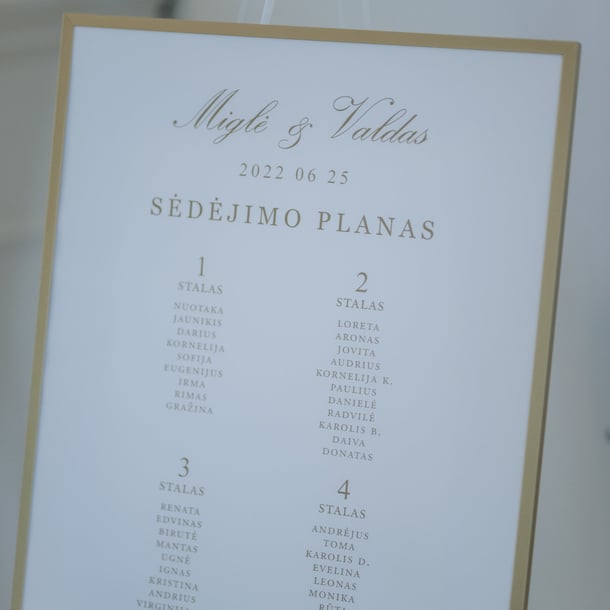 Miglė & Valdas
2022 06 25
SĖDĖJIMO PLANAS
1
STALAS
NUOTAKA
JAUNIKIS
DARIUS
KORNELIJA
SOFIJA
EUGENIJUS
IRMA
RIMAS
GRAŽINA
2
STALAS
LORETA
ARONAS
JOVITA
AUDRIUS
KORNELIJA K.
PAULIUS
DANIELĖ
RADVILĖ
KAROLIS B.
DAIVA
DONATAS
3
STALAS
RENATA
EDVINAS
BIRUTĖ
MANTAS
UGNĖ
IGNAS
KRISTINA
ANDRIUS
4
STALAS
ANDRĖJUS
TOMA
KAROLIS D.
EVELINA
LEONAS
MONIKA